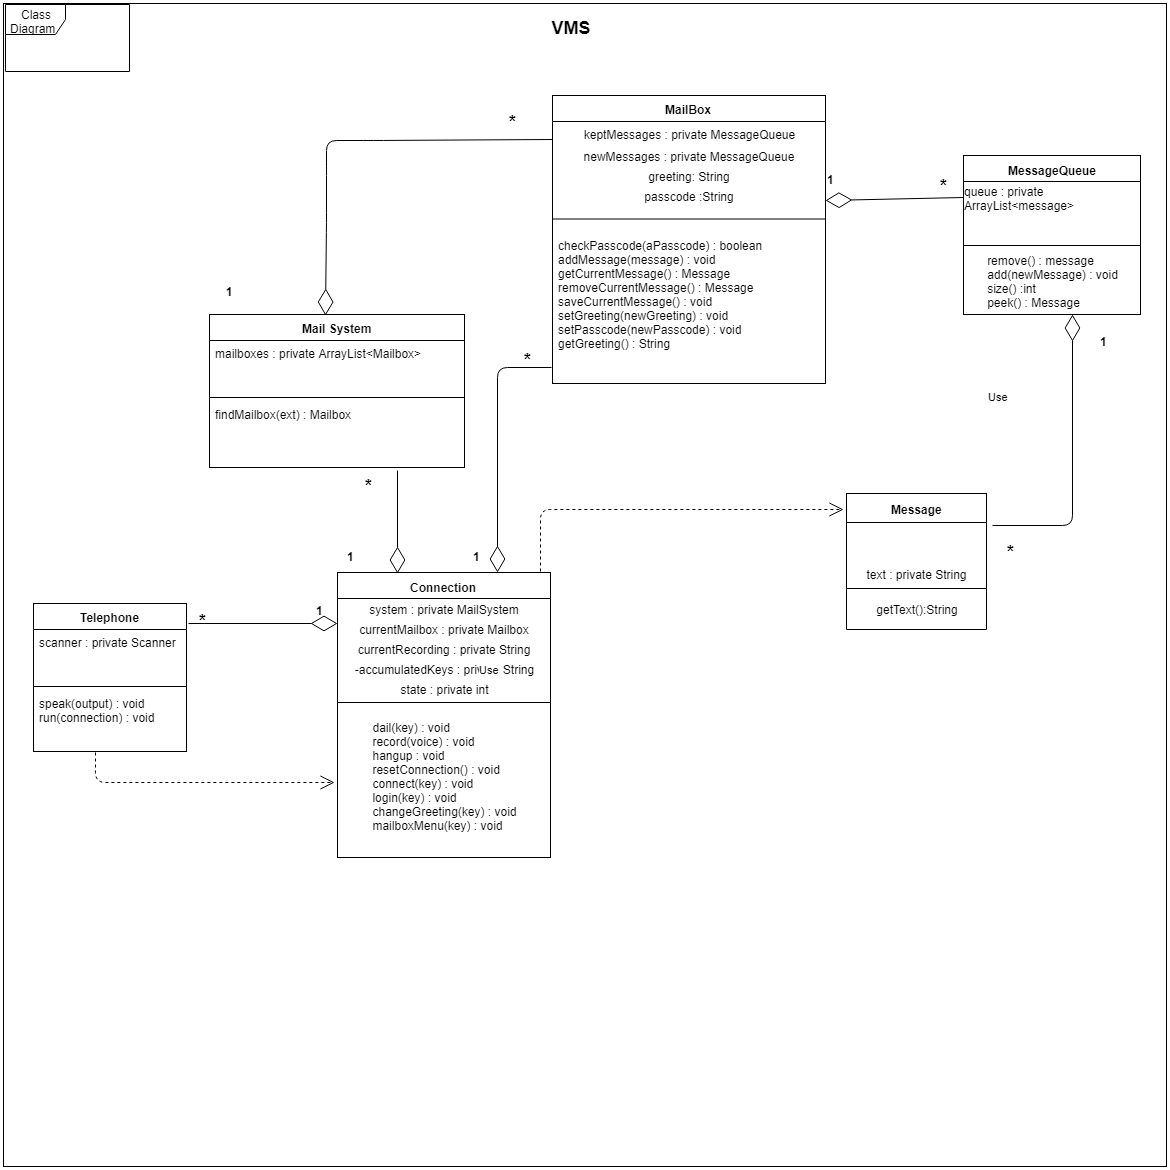 Class
Diagram
VMS
MailBox
keptMessages : private MessageQueue
newMessages : private MessageQueue
greeting: String
passcode :String
checkPasscode(aPasscode) : boolean
addMessage(message) : void
getCurrentMessage() : Message
removeCurrentMessage() : Message
saveCurrentMessage() : void
setGreeting(newGreeting) : void
setPasscode(newPasscode) : void
getGreeting() : String
*
1
*
MessageQueue
queue : private
ArrayList<message>
remove() : message
add(newMessage) : void
size() :int
peek() : Message
1
Mail System
mailboxes : private ArrayList<Mailbox>
findMailbox(ext) : Mailbox
*
1
Use
*
1
1
Message
text : private String
getText():String
*
Connection
system : private MailSystem
currentMailbox : private Mailbox
currentRecording : private String
-accumulatedKeys : Use String
state : private int
dail(key) : void
record(voice) : void
hangup : void
resetConnection() : void
connect(key) : void
login(key) : void
changeGreeting(key) : void
mailboxMenu(key) : void
Telephone
scanner : private Scanner
speak(output) : void
run(connection) : void
*
1